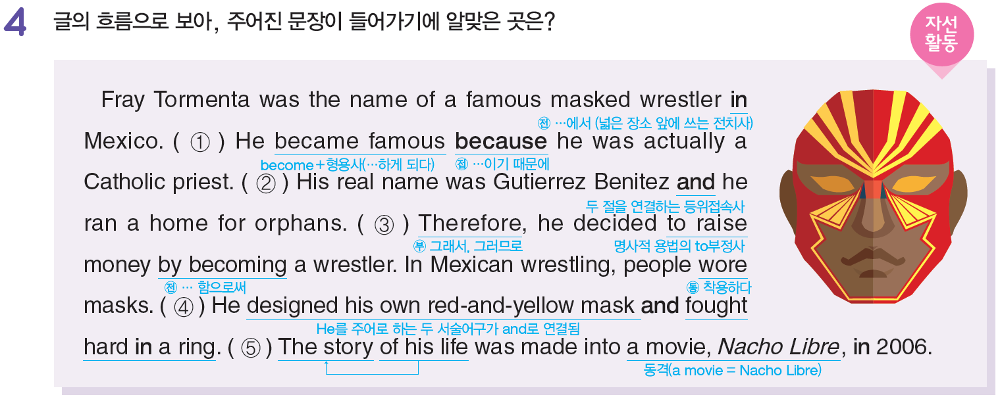 4 글의 흐름으로 보아, 주어진 문장이 들어가기에 알맞은 곳은?
자선
활동
Fray Tormenta was the name of a famous masked wrestler in
전 …에서 (넓은 장소 앞에 쓰는 전치사)
Mexico. ( ① ) He became famous because he was actually a
become+형용사(…하게 되다) 접 …이기 때문에
Catholic priest. ( ② ) His real name was Gutierrez Benitez and he
두 절을 연결하는 등위접속사
ran a home for orphans. ( ③ ) Therefore, he decided to raise
부 그래서, 그러므로 명사적 용법의 to부정사
money by becoming a wrestler. In Mexican wrestling, people wore
전 … 함으로써 동 착용하다
masks. ( ④ ) He designed his own red-and-yellow mask and fought
He를 주어로 하는 두 서술어구가 and로 연결됨
hard in a ring. ( ⑤ ) The story of his life was made into a movie, Nacho Libre, in 2006.
동격(a movie = Nacho Libre)